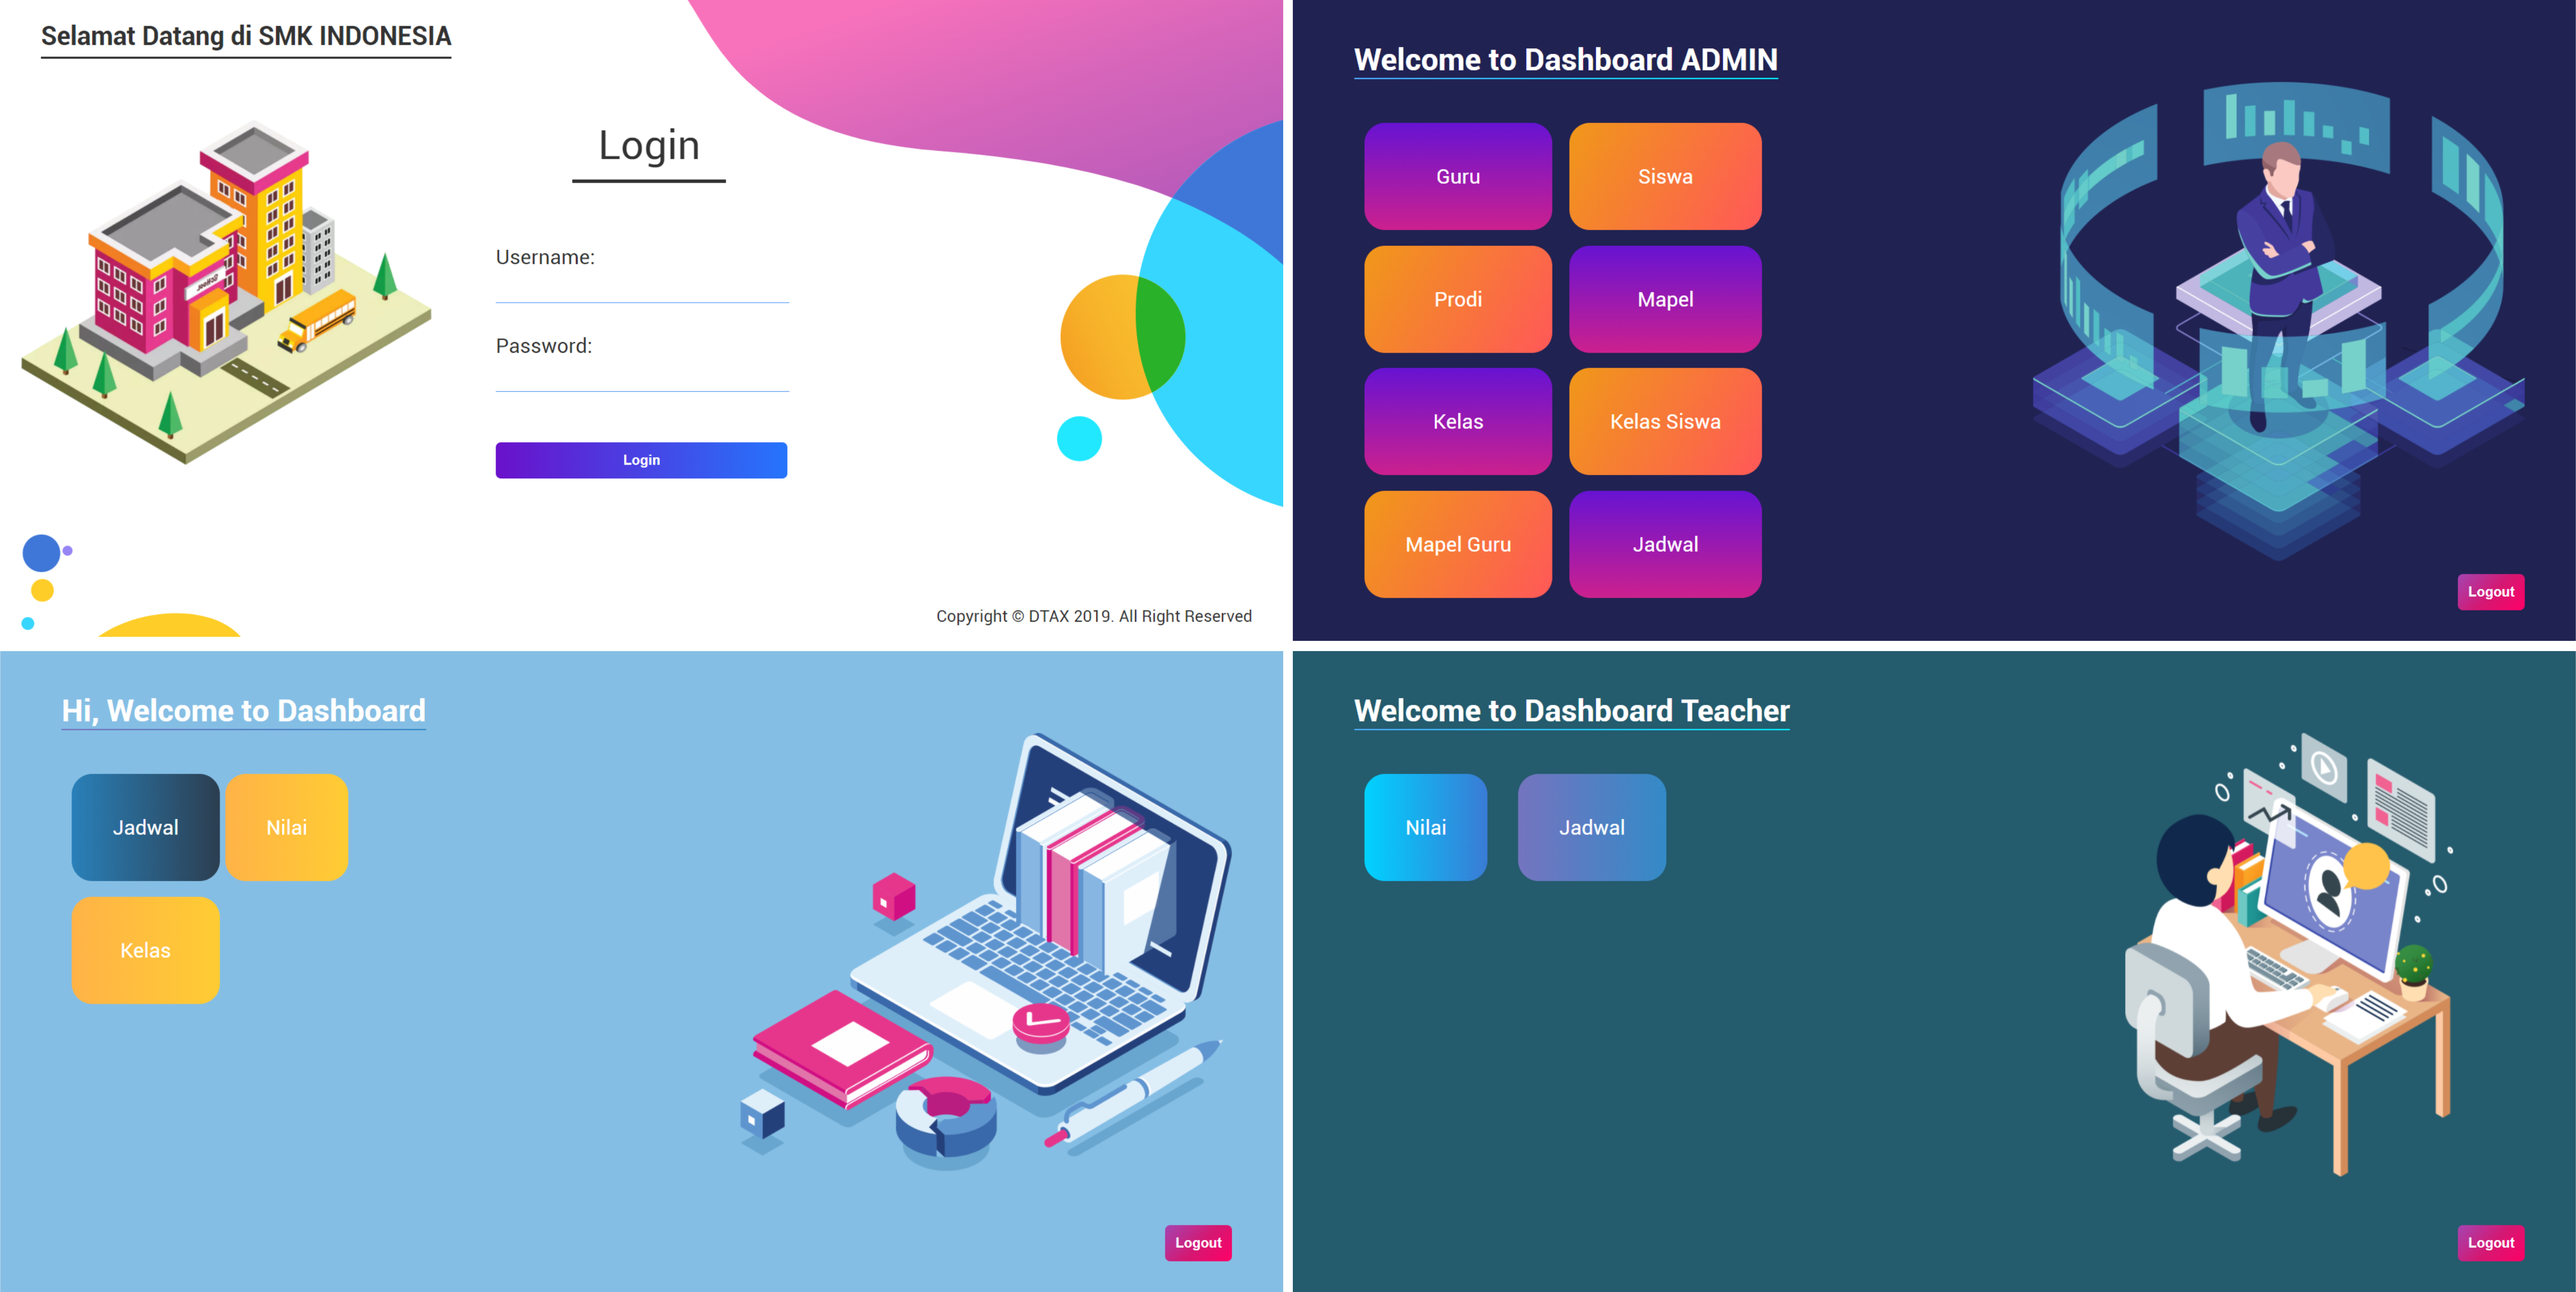 Selamat Datang di SMK INDONESIA
Login
Username:
Password:
Login
Copyright © DTAX 2019. All Right Reserved
Welcome to Dashboard ADMIN
Guru
Siswa
Prodi
Mapel
Kelas
Kelas Siswa
Mapel Guru
Jadwal
Logout
Hi, Welcome to Dashboard
Jadwal
Nilai
Kelas
Logout
Welcome to Dashboard Teacher
Nilai
Jadwal
Logout